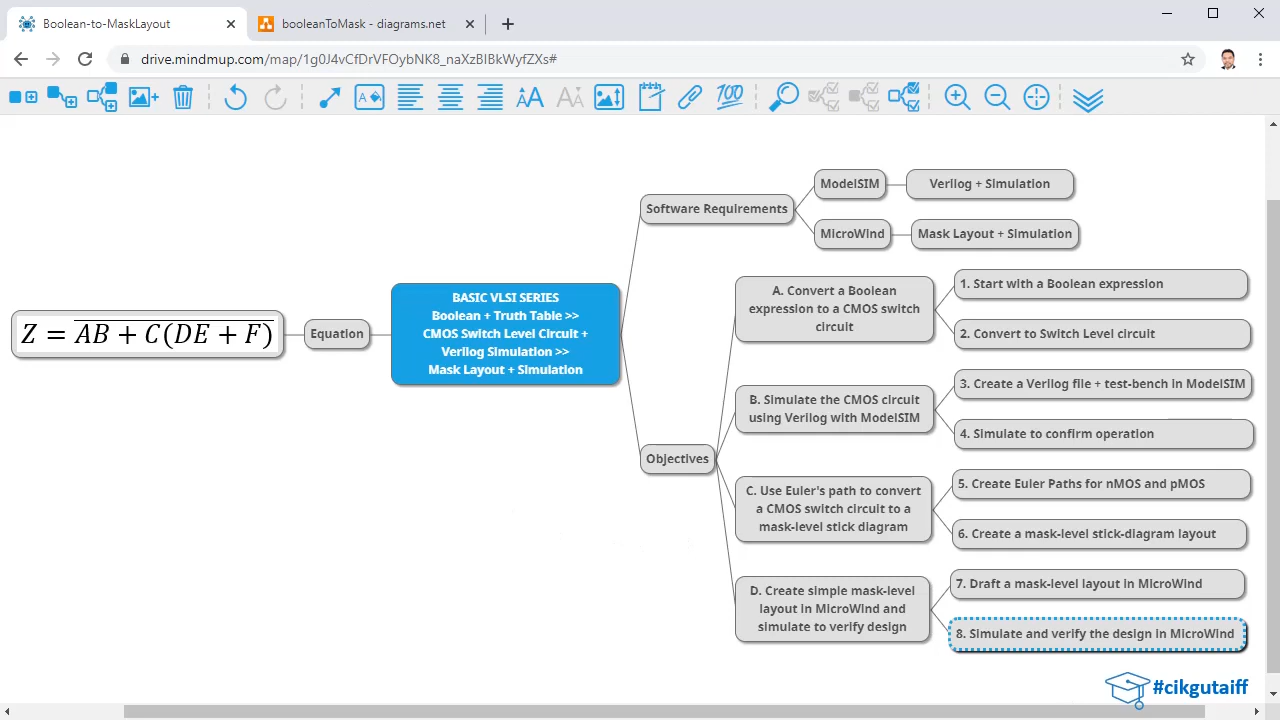 Boolean-to-MaskLayout
booleanToMask - diagrams.net
drive.mindmup.com/map/1g0J4vCfDrVFOybNK8_naXzBlBkWyfZXs#
100
Software Requirements
ModelSIM
Verilog + Simulation
MicroWind
Mask Layout + Simulation
Z = \overline{AB + C(DE + F)}
Equation
BASIC VLSI SERIES
Boolean + Truth Table >>
CMOS Switch Level Circuit +
Verilog Simulation >>
Mask Layout + Simulation
Objectives
A. Convert a Boolean
expression to a CMOS switch
circuit
1. Start with a Boolean expression
2. Convert to Switch Level circuit
B. Simulate the CMOS circuit
using Verilog with ModelSIM
3. Create a Verilog file + test-bench in ModelSIM
4. Simulate to confirm operation
C. Use Euler's path to convert
a CMOS switch circuit to a
mask-level stick diagram
5. Create Euler Paths for nMOS and pMOS
6. Create a mask-level stick-diagram layout
D. Create simple mask-level
layout in MicroWind and
simulate to verify design
7. Draft a mask-level layout in MicroWind
8. Simulate and verify the design in MicroWind
#cikgutaiff